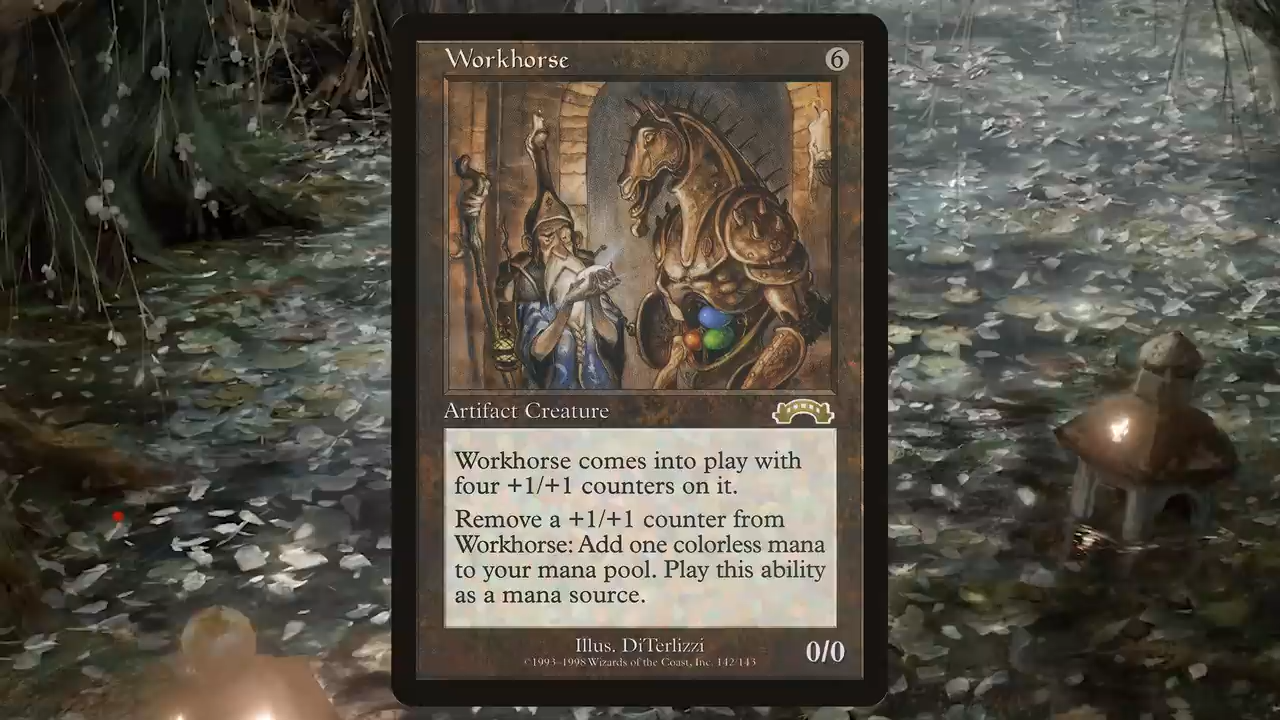 Workhorse 6
Artifact Creature
Workhorse comes into play with
four +1/+1 counters on it.
Remove a +1/+1 counter from
Workhorse: Add one colorless mana
to your mana pool. Play this ability
as a mana source.
Illus. DiTerlizzi
©1993–1998 Wizards of the Coast, Inc. 142/143
0/0